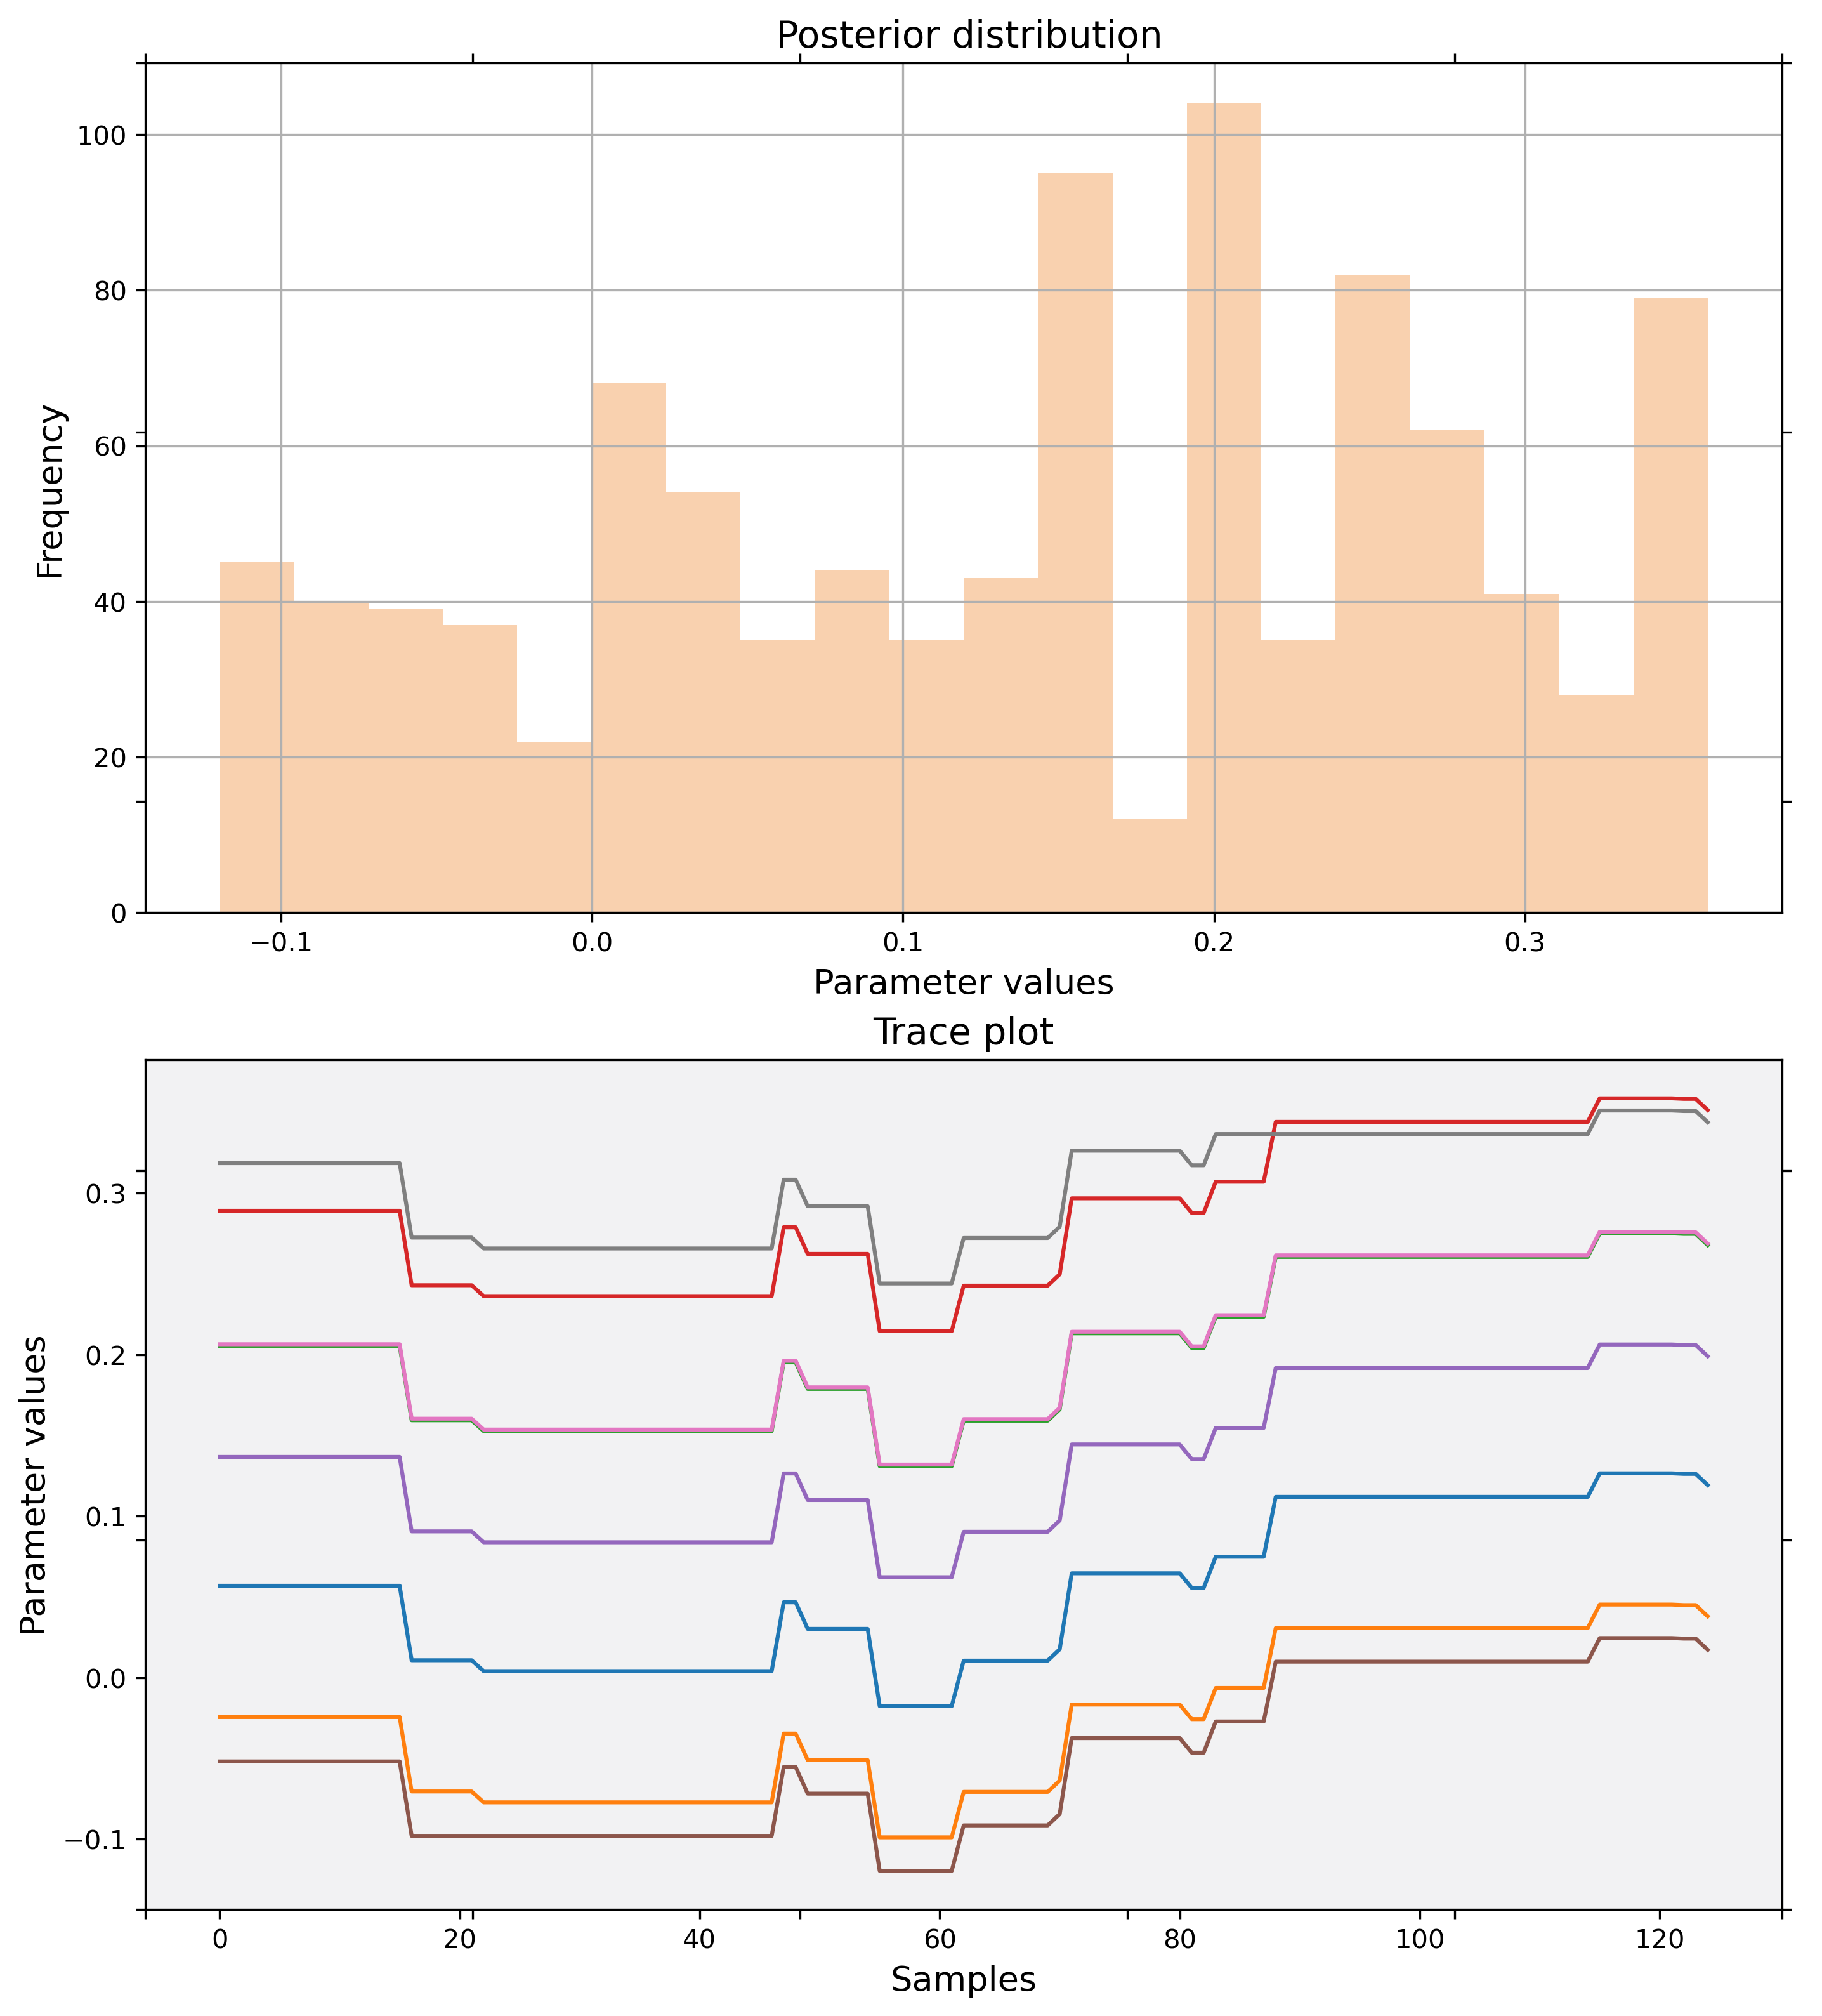 Posterior distribution
100
80
60
40
20
0
Frequency
−0.1 0.0 0.1 0.2 0.3
Parameter values
Trace plot
0.3
0.2
0.1
0.0
−0.1
Parameter values
0 20 40 60 80 100 120
Samples